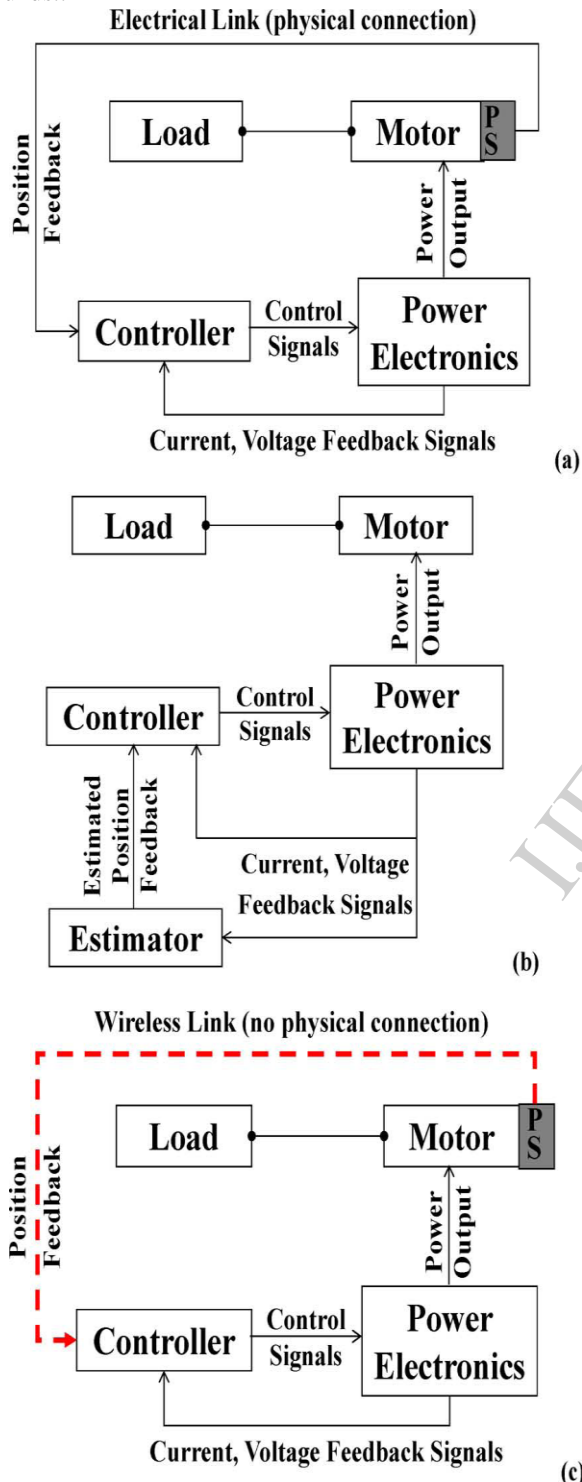 Electrical Link (physical connection)
Load
Motor
P
S
Position
Feedback
Power
Output
Controller
Control
Signals
Power
Electronics
Current, Voltage Feedback Signals
(a)
Load
Motor
Power
Output
Controller
Control
Signals
Power
Electronics
Estimated
Position
Feedback
Current, Voltage
Feedback Signals
Estimator
(b)
Wireless Link (no physical connection)
Load
Motor
P
S
Position
Feedback
Power
Output
Controller
Control
Signals
Power
Electronics
Current, Voltage Feedback Signals
(c)